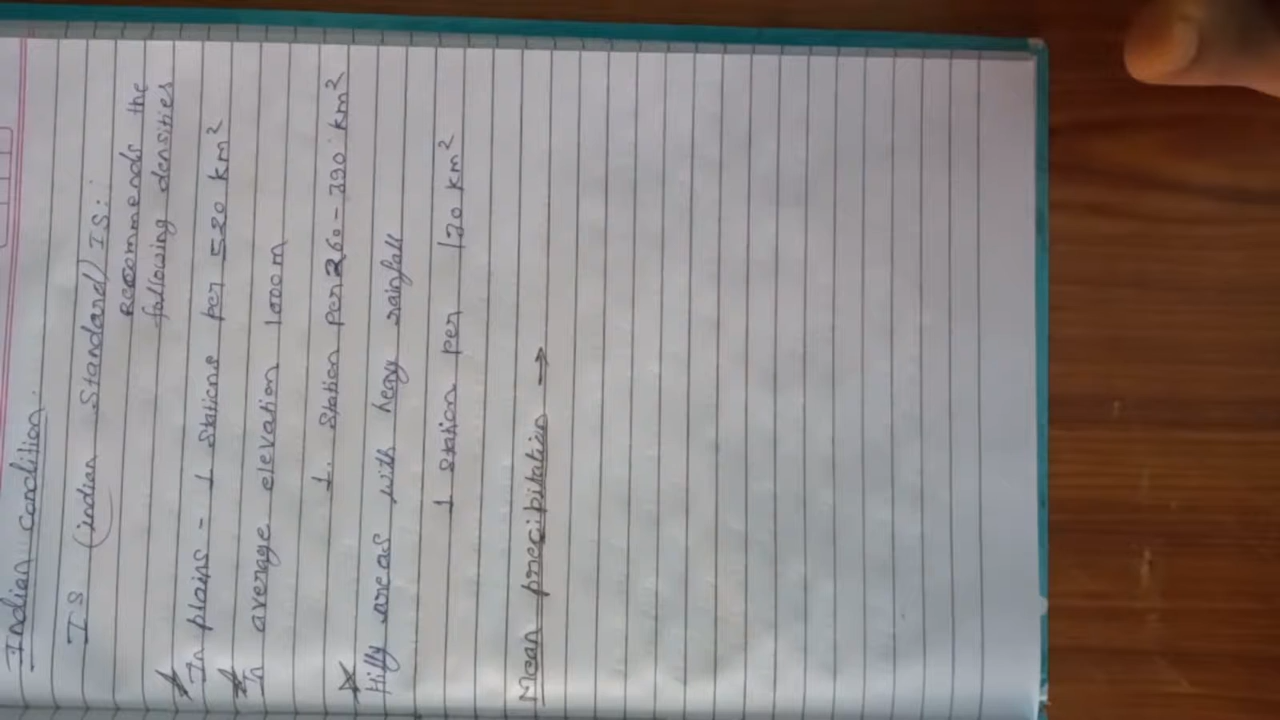 Indian Condition.
IS (indian Standard) IS:
recommends the
following densities
In plains - 1 Stations per 520 km²
In average elevation 1000m
1. Station per 260-390 km²
Hilly areas with heavy rainfall
1 station per 130 km²
Mean precipitation →